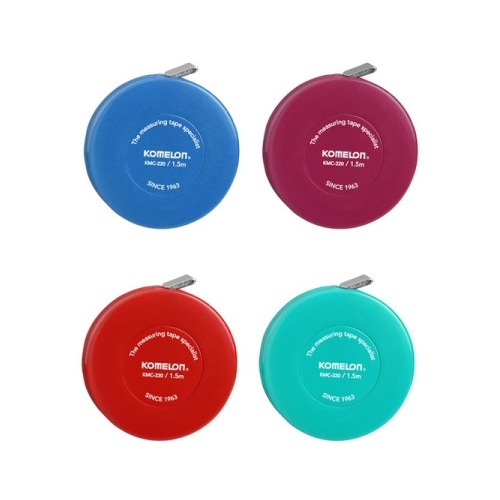 The measuring tape specialist
KOMELON®
KMC-220 / 1.5m
SINCE 1963
The measuring tape specialist
KOMELON®
KMC-220 / 1.5m
SINCE 1963
The measuring tape specialist
KOMELON®
KMC-220 / 1.5m
SINCE 1963
The measuring tape specialist
KOMELON®
KMC-220 / 1.5m
SINCE 1963